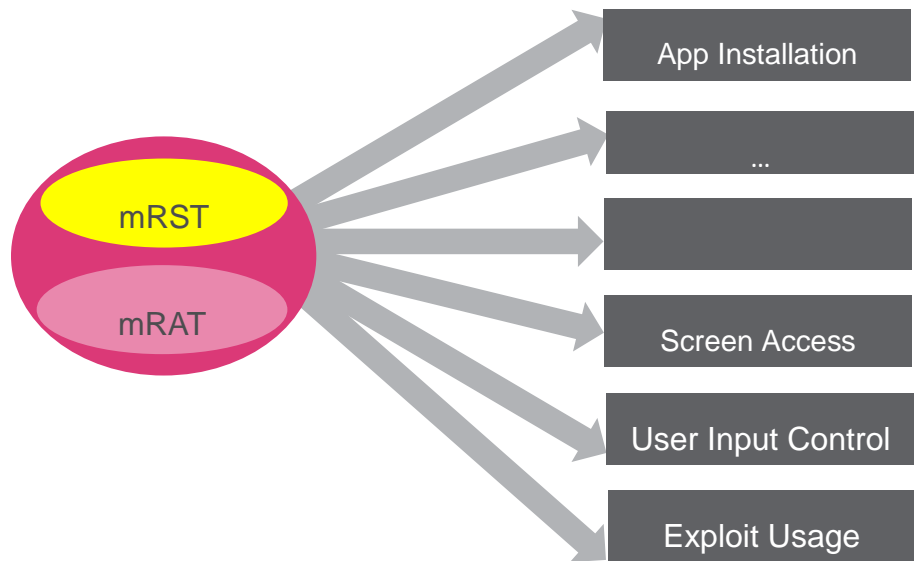 App Installation
...
mRST
mRAT
Screen Access
User Input Control
Exploit Usage